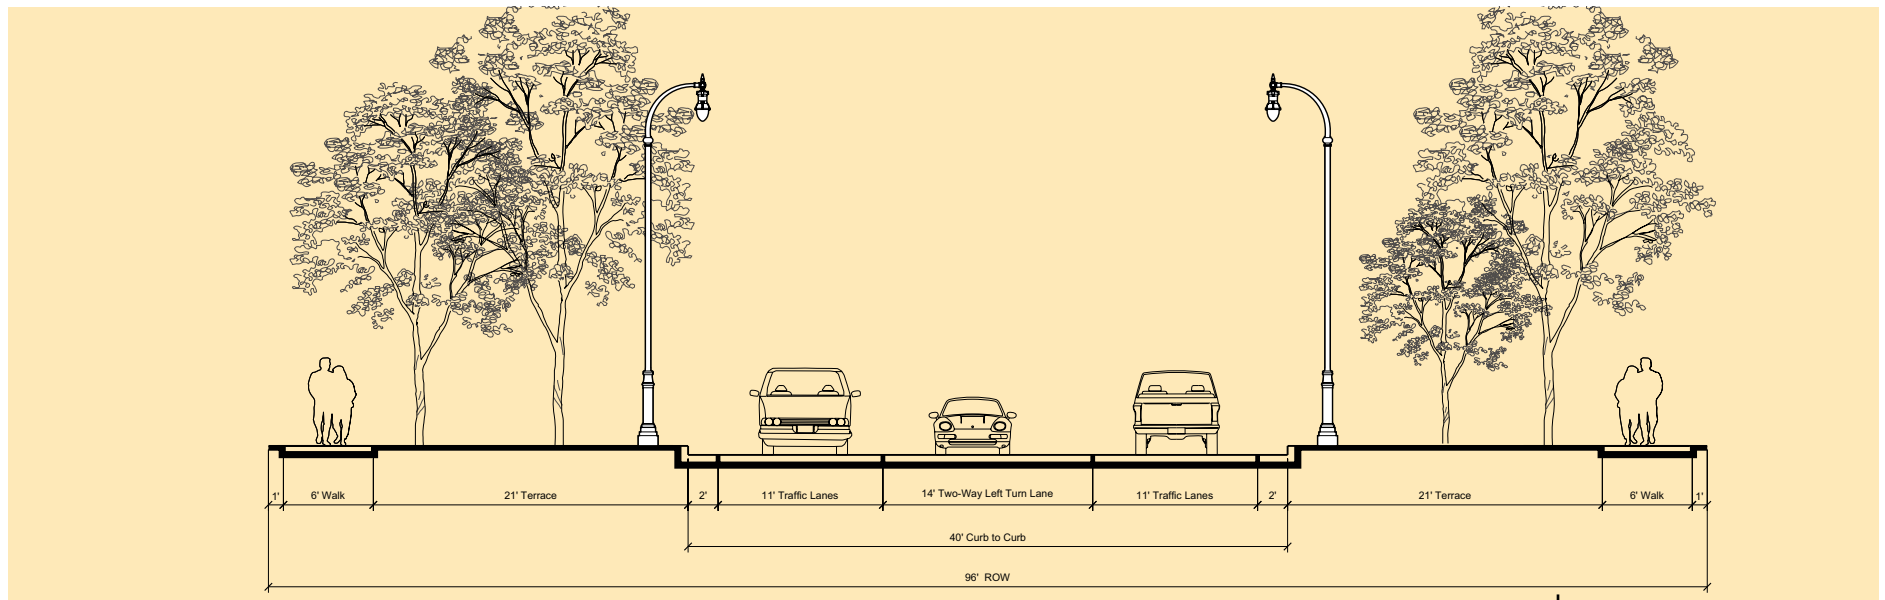 1'
6' Walk
21' Terrace
2'
11' Traffic Lanes
14' Two-Way Left Turn Lane
11' Traffic Lanes
2'
21' Terrace
6' Walk
1'
40' Curb to Curb
96' ROW